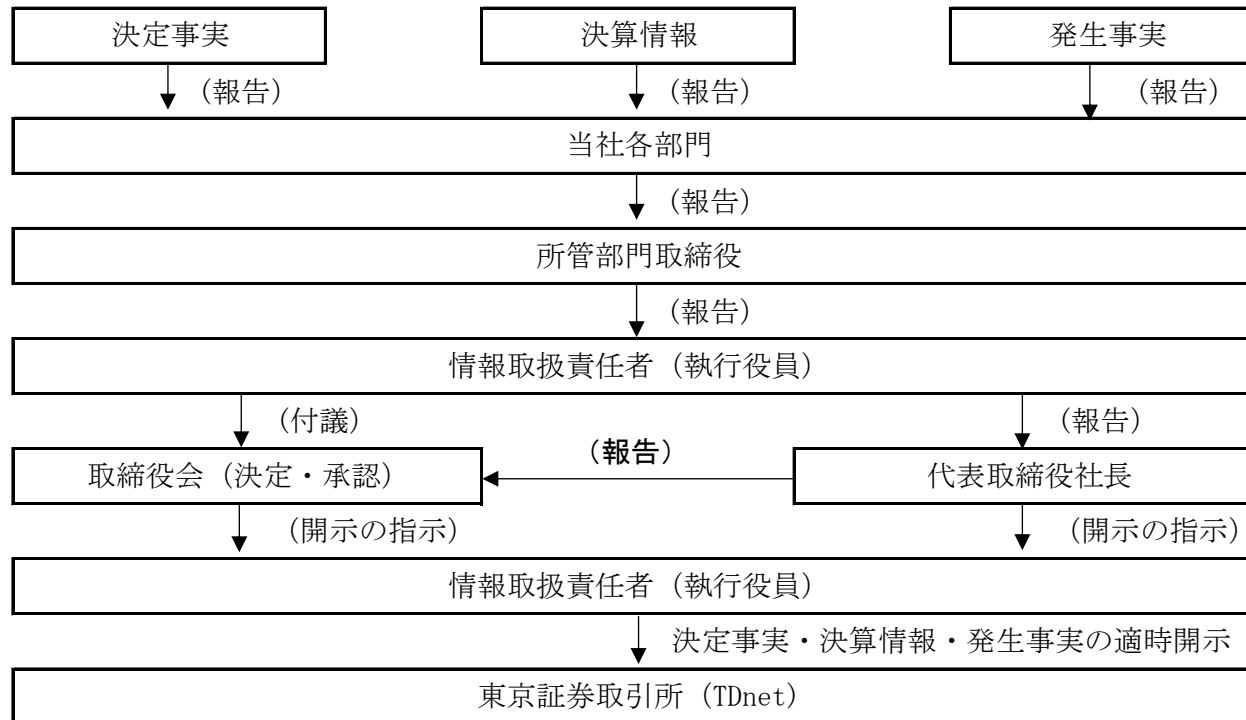 決定事実 決算情報 発生事実
(報告) (報告) (報告)
当社各部門
(報告)
所管部門取締役
(報告)
情報取扱責任者(執行役員)
(付議) (報告)
(報告)
取締役会(決定・承認) 代表取締役社長
(開示の指示) (開示の指示)
情報取扱責任者(執行役員)
決定事実・決算情報・発生事実の適時開示
東京証券取引所(TDnet)